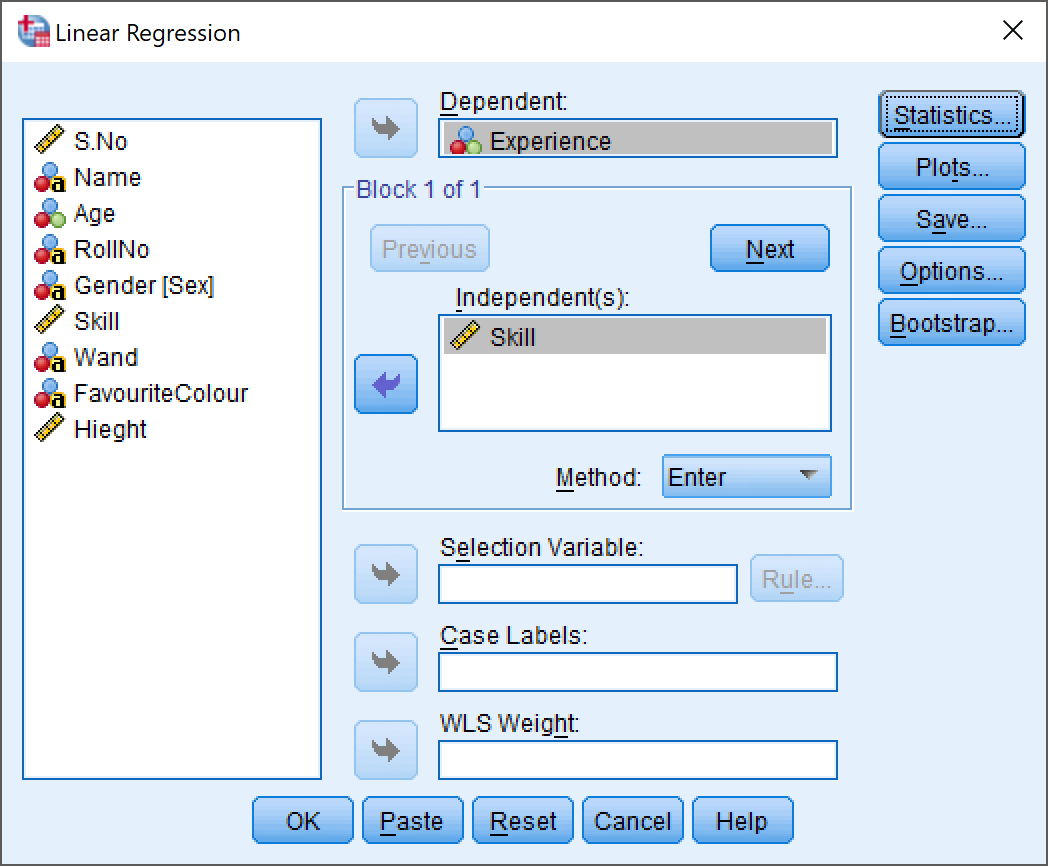 Linear Regression
S.No
Name
Age
RollNo
Gender [Sex]
Skill
Wand
FavouriteColour
Hieght
Dependent:
Experience
Block 1 of 1
Previous
Next
Independent(s):
Skill
Method:
Enter
Selection Variable:
Rule...
Case Labels:
WLS Weight:
Statistics...
Plots...
Save...
Options...
Bootstrap...
OK
Paste
Reset
Cancel
Help